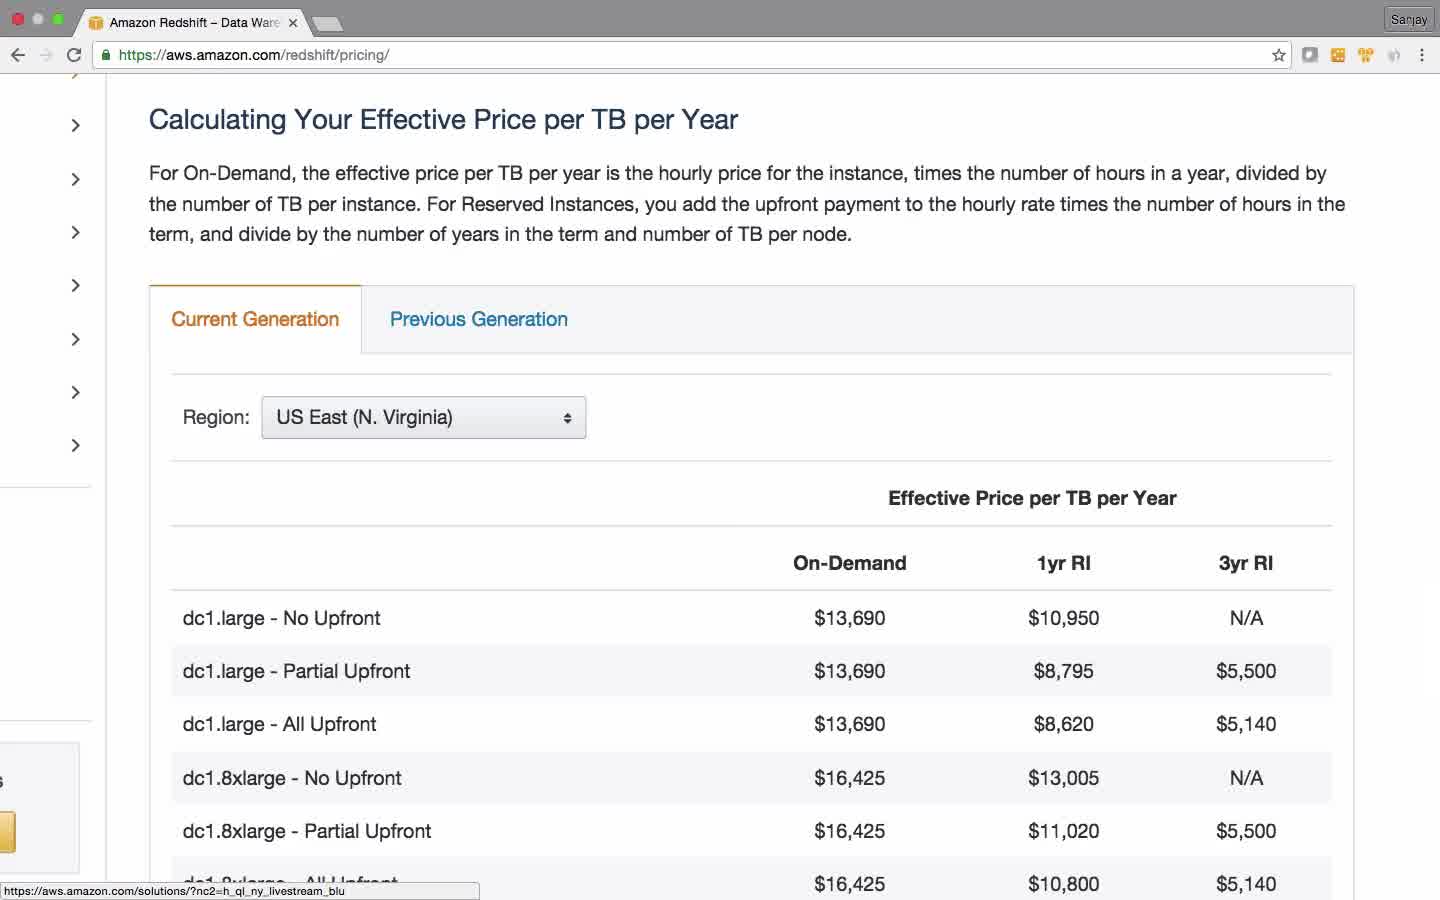 Amazon Redshift – Data Ware
Sanjay
https://aws.amazon.com/redshift/pricing/
Calculating Your Effective Price per TB per Year
For On-Demand, the effective price per TB per year is the hourly price for the instance, times the number of hours in a year, divided by
the number of TB per instance. For Reserved Instances, you add the upfront payment to the hourly rate times the number of hours in the
term, and divide by the number of years in the term and number of TB per node.
Current Generation Previous Generation
Region: US East (N. Virginia)
Effective Price per TB per Year
On-Demand 1yr RI 3yr RI
dc1.large - No Upfront $13,690 $10,950 N/A
dc1.large - Partial Upfront $13,690 $8,795 $5,500
dc1.large - All Upfront $13,690 $8,620 $5,140
dc1.8xlarge - No Upfront $16,425 $13,005 N/A
dc1.8xlarge - Partial Upfront $16,425 $11,020 $5,500
dc1.8xlarge - All Upfront $16,425 $10,800 $5,140
s
https://aws.amazon.com/solutions/?nc2=h_ql_ny_livestream_blu